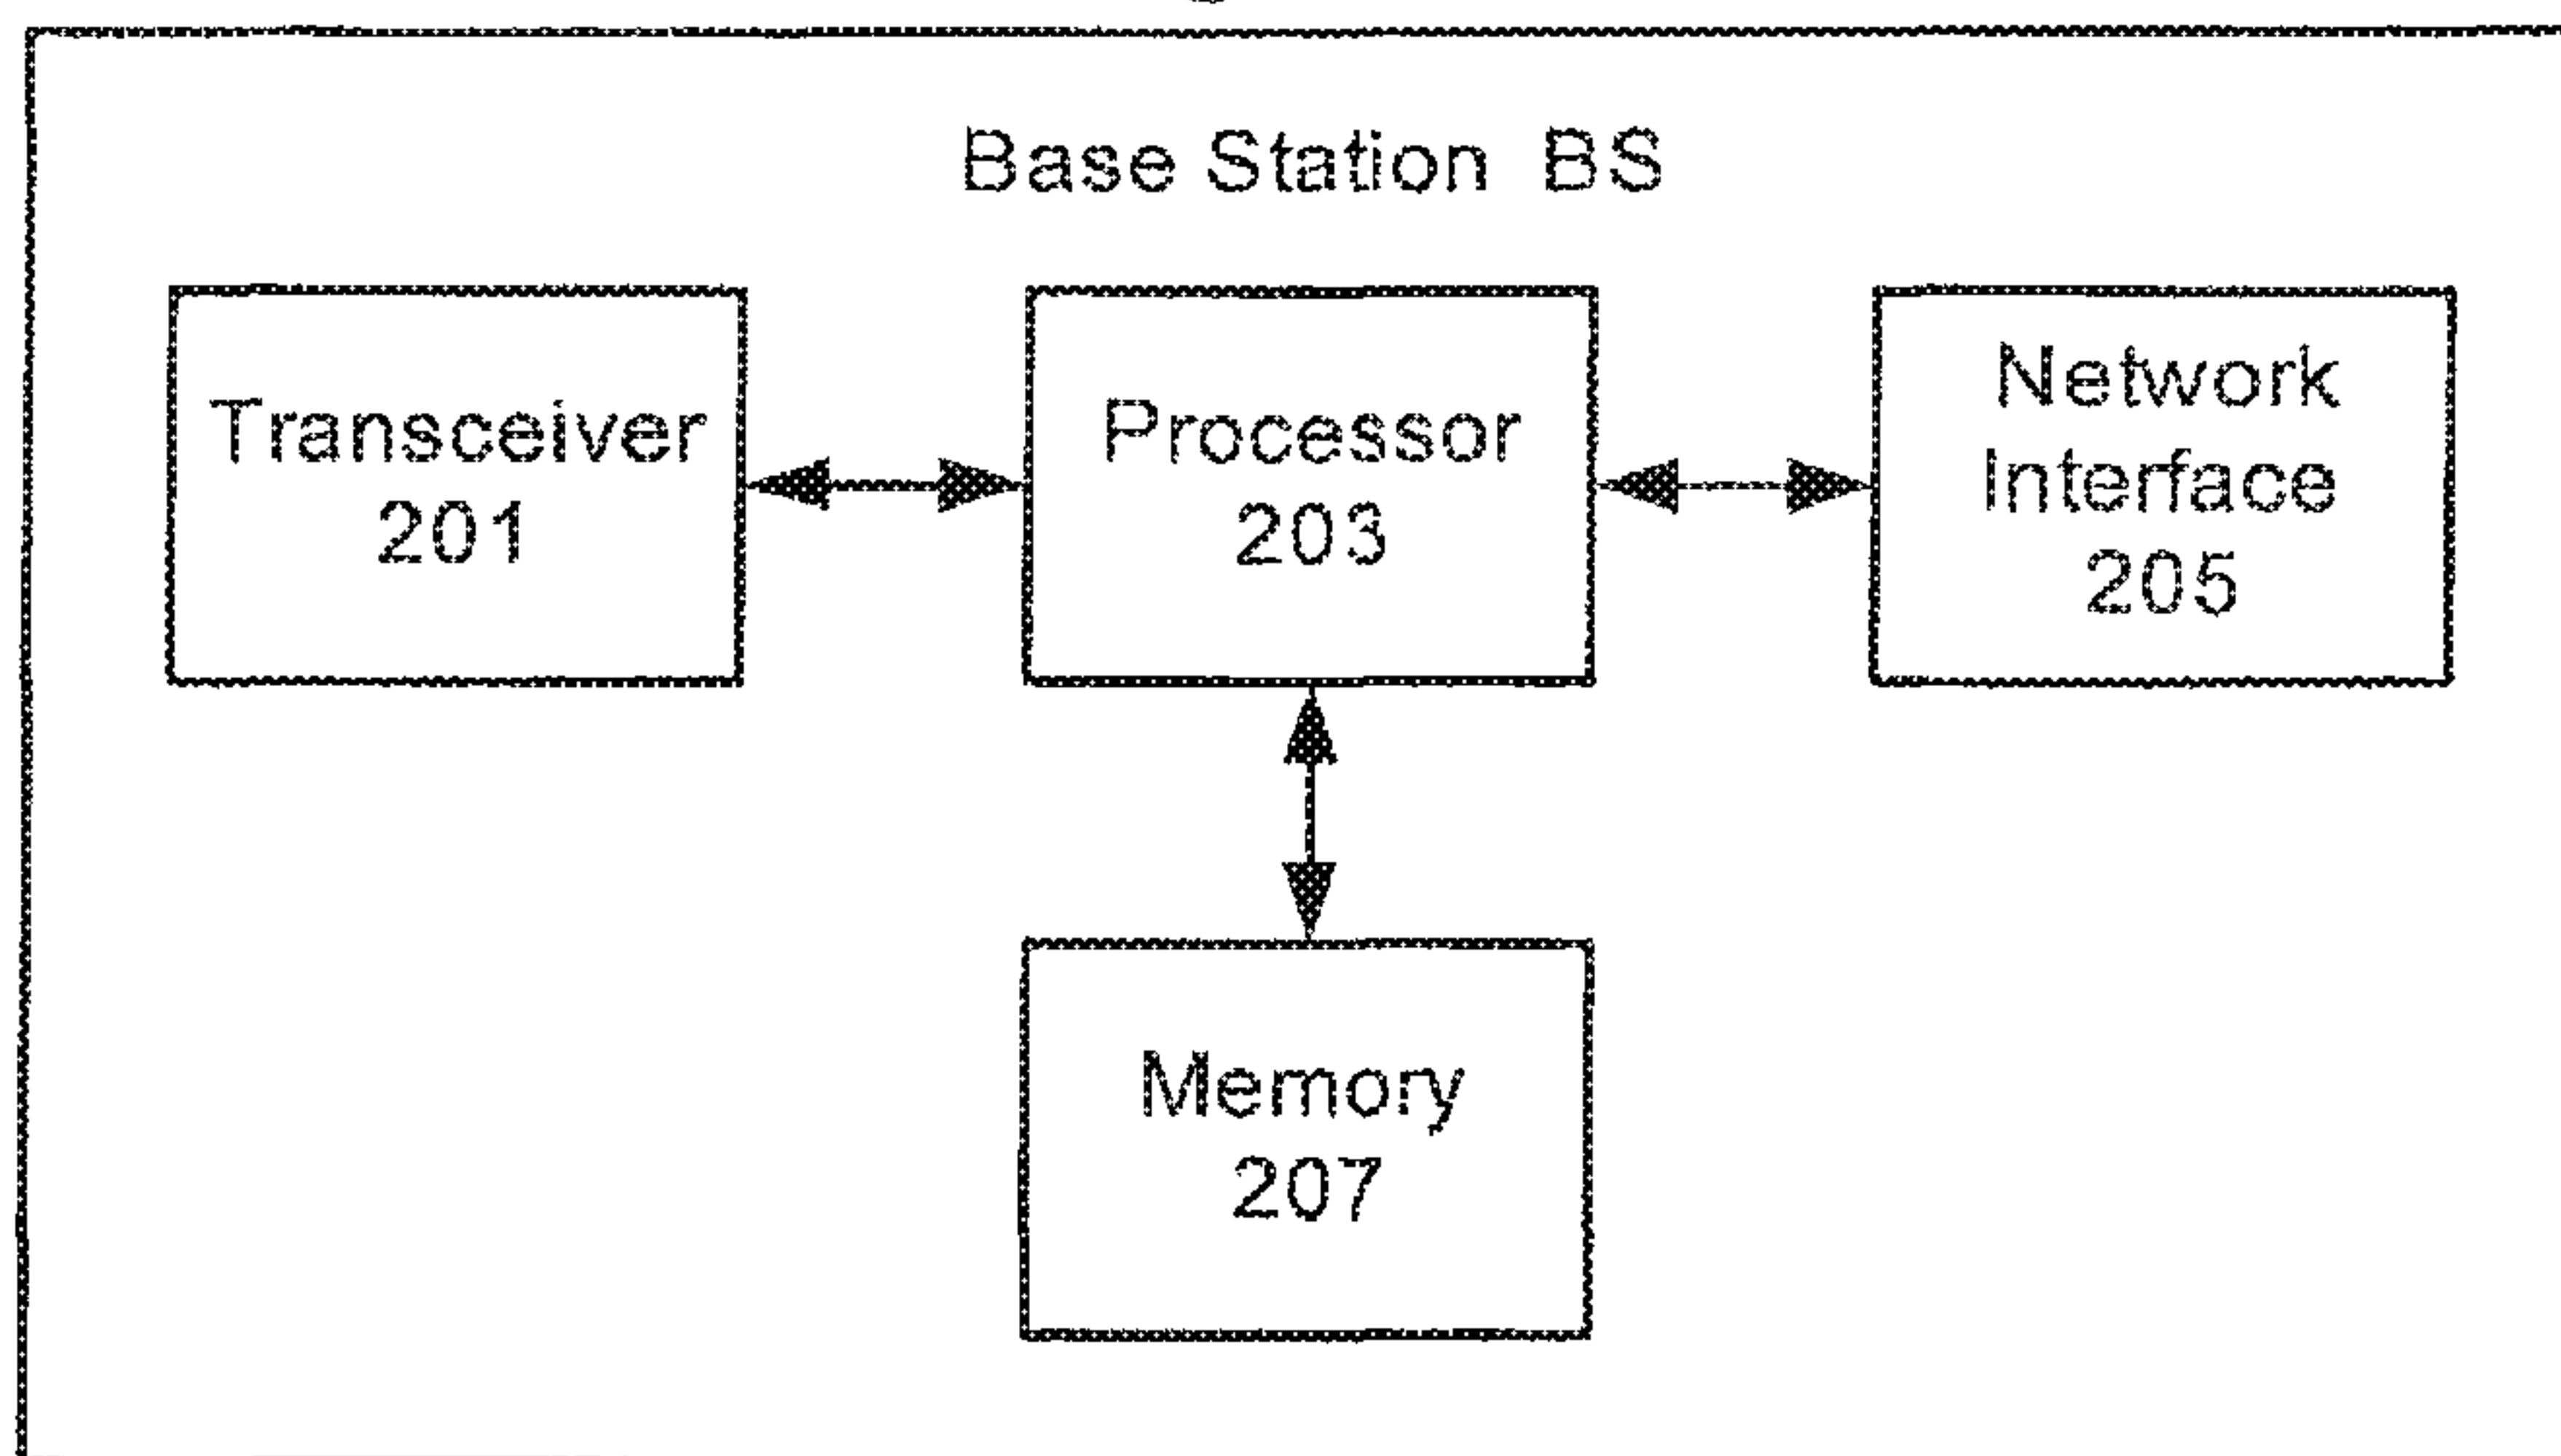 Base Station BS
Transceiver
201
Processor
203
Network
Interface
205
Memory
207